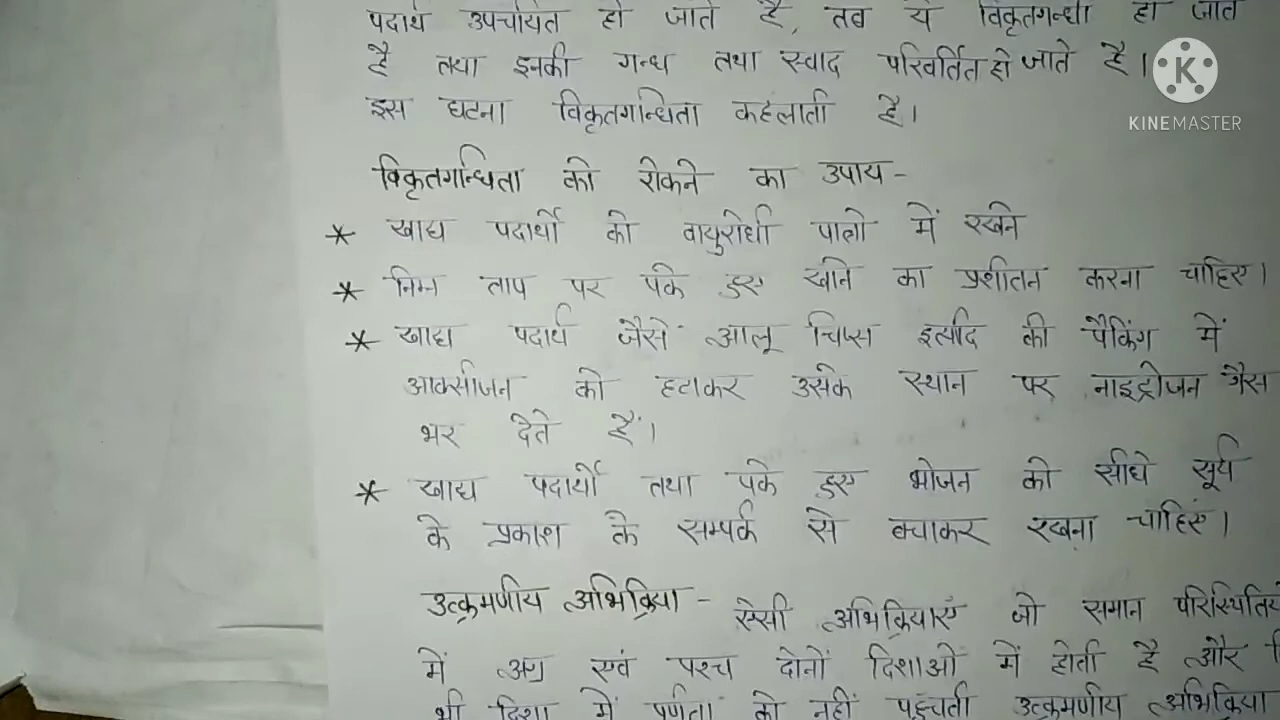 पदार्थ उपचयित हो जाते है, तब ये विकृतगन्धी हो जाते
है तथा इनकी गन्ध तथा स्वाद परिवर्तित हो जाते है।
इस घटना विकृतगन्धिता कहलाती है।
KINEMASTER
विकृतगन्धिता को रोकने का उपाय -
* खाद्य पदार्थो को वायुरोधी पात्रो में रखने
* निम्न ताप पर पके हुए खाने का प्रशीतन करना चाहिए।
* खाद्य पदार्थ जैसे आलू चिप्स इत्यदि की पैकिंग में
आक्सीजन को हटाकर उसके स्थान पर नाइट्रोजन गैस
भर देते हैं।
* खाद्य पदार्थो तथा पके हुए भोजन को सीधे सूर्य
के प्रकाश के सम्पर्क से बचाकर रखना चाहिएं।
उत्क्रमणीय अभिक्रिया - ऐसी अभिक्रियाएं जो समान
में अग्र एवं पश्च दोनों दिशाओं में होती है और
भी दिशा में पूर्णता को नहीं पहुचती उत्क्रमणीय अभिक्रिया